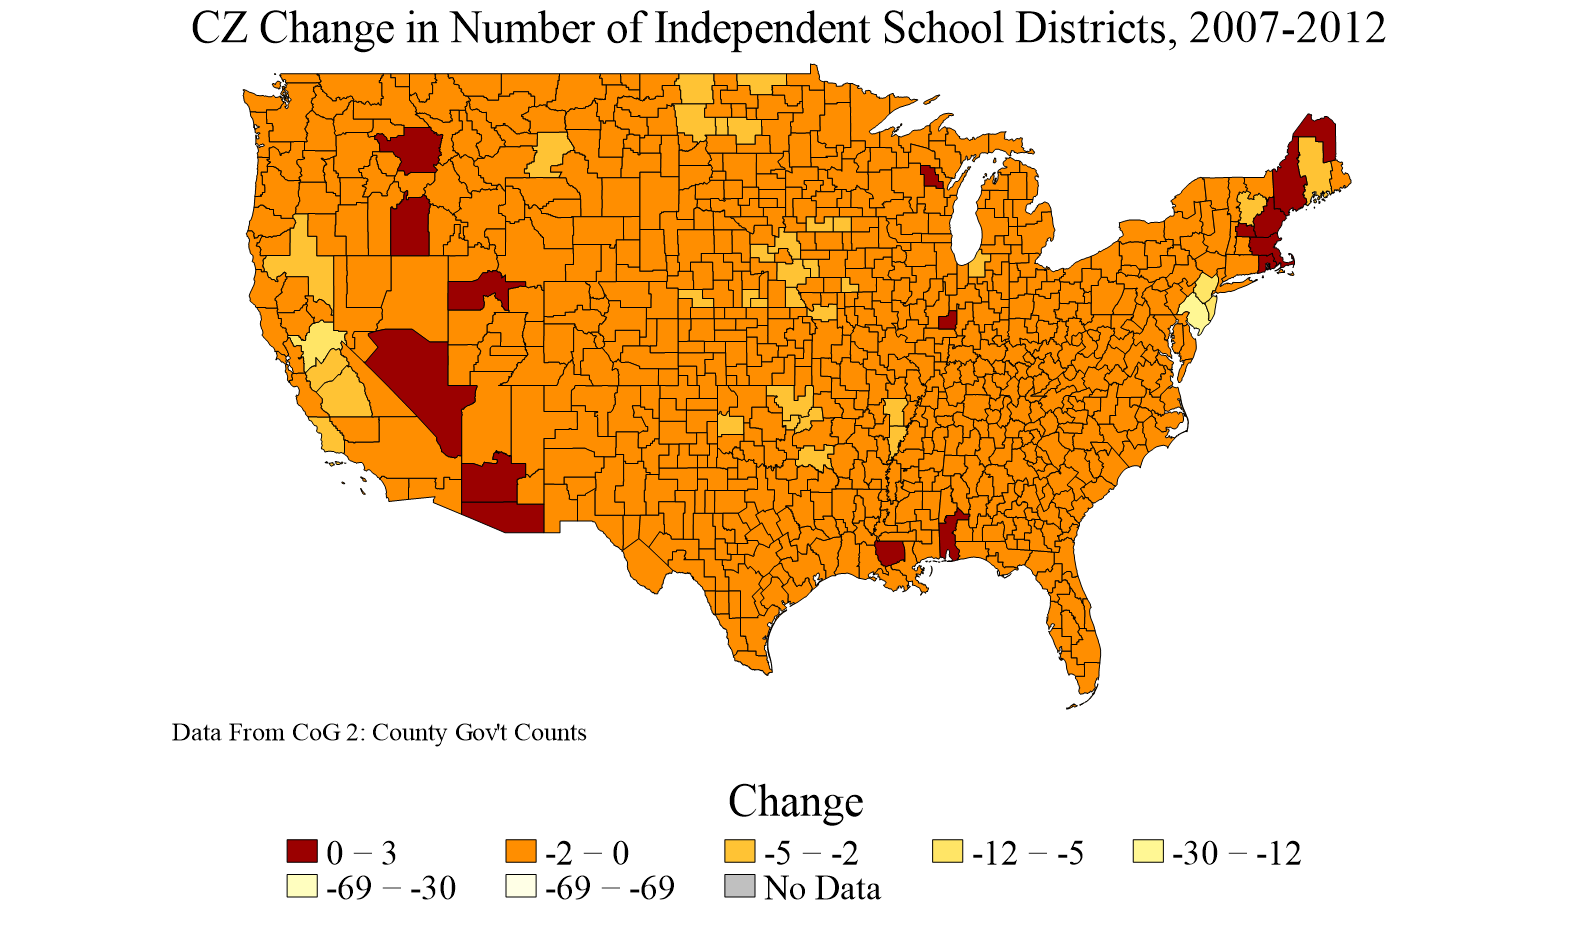 CZ Change in Number of Independent School Districts, 2007-2012
Data From CoG 2: County Gov't Counts
Change
0 − 3 -2 − 0 -5 − -2 -12 − -5 -30 − -12
-69 − -30 -69 − -69 No Data